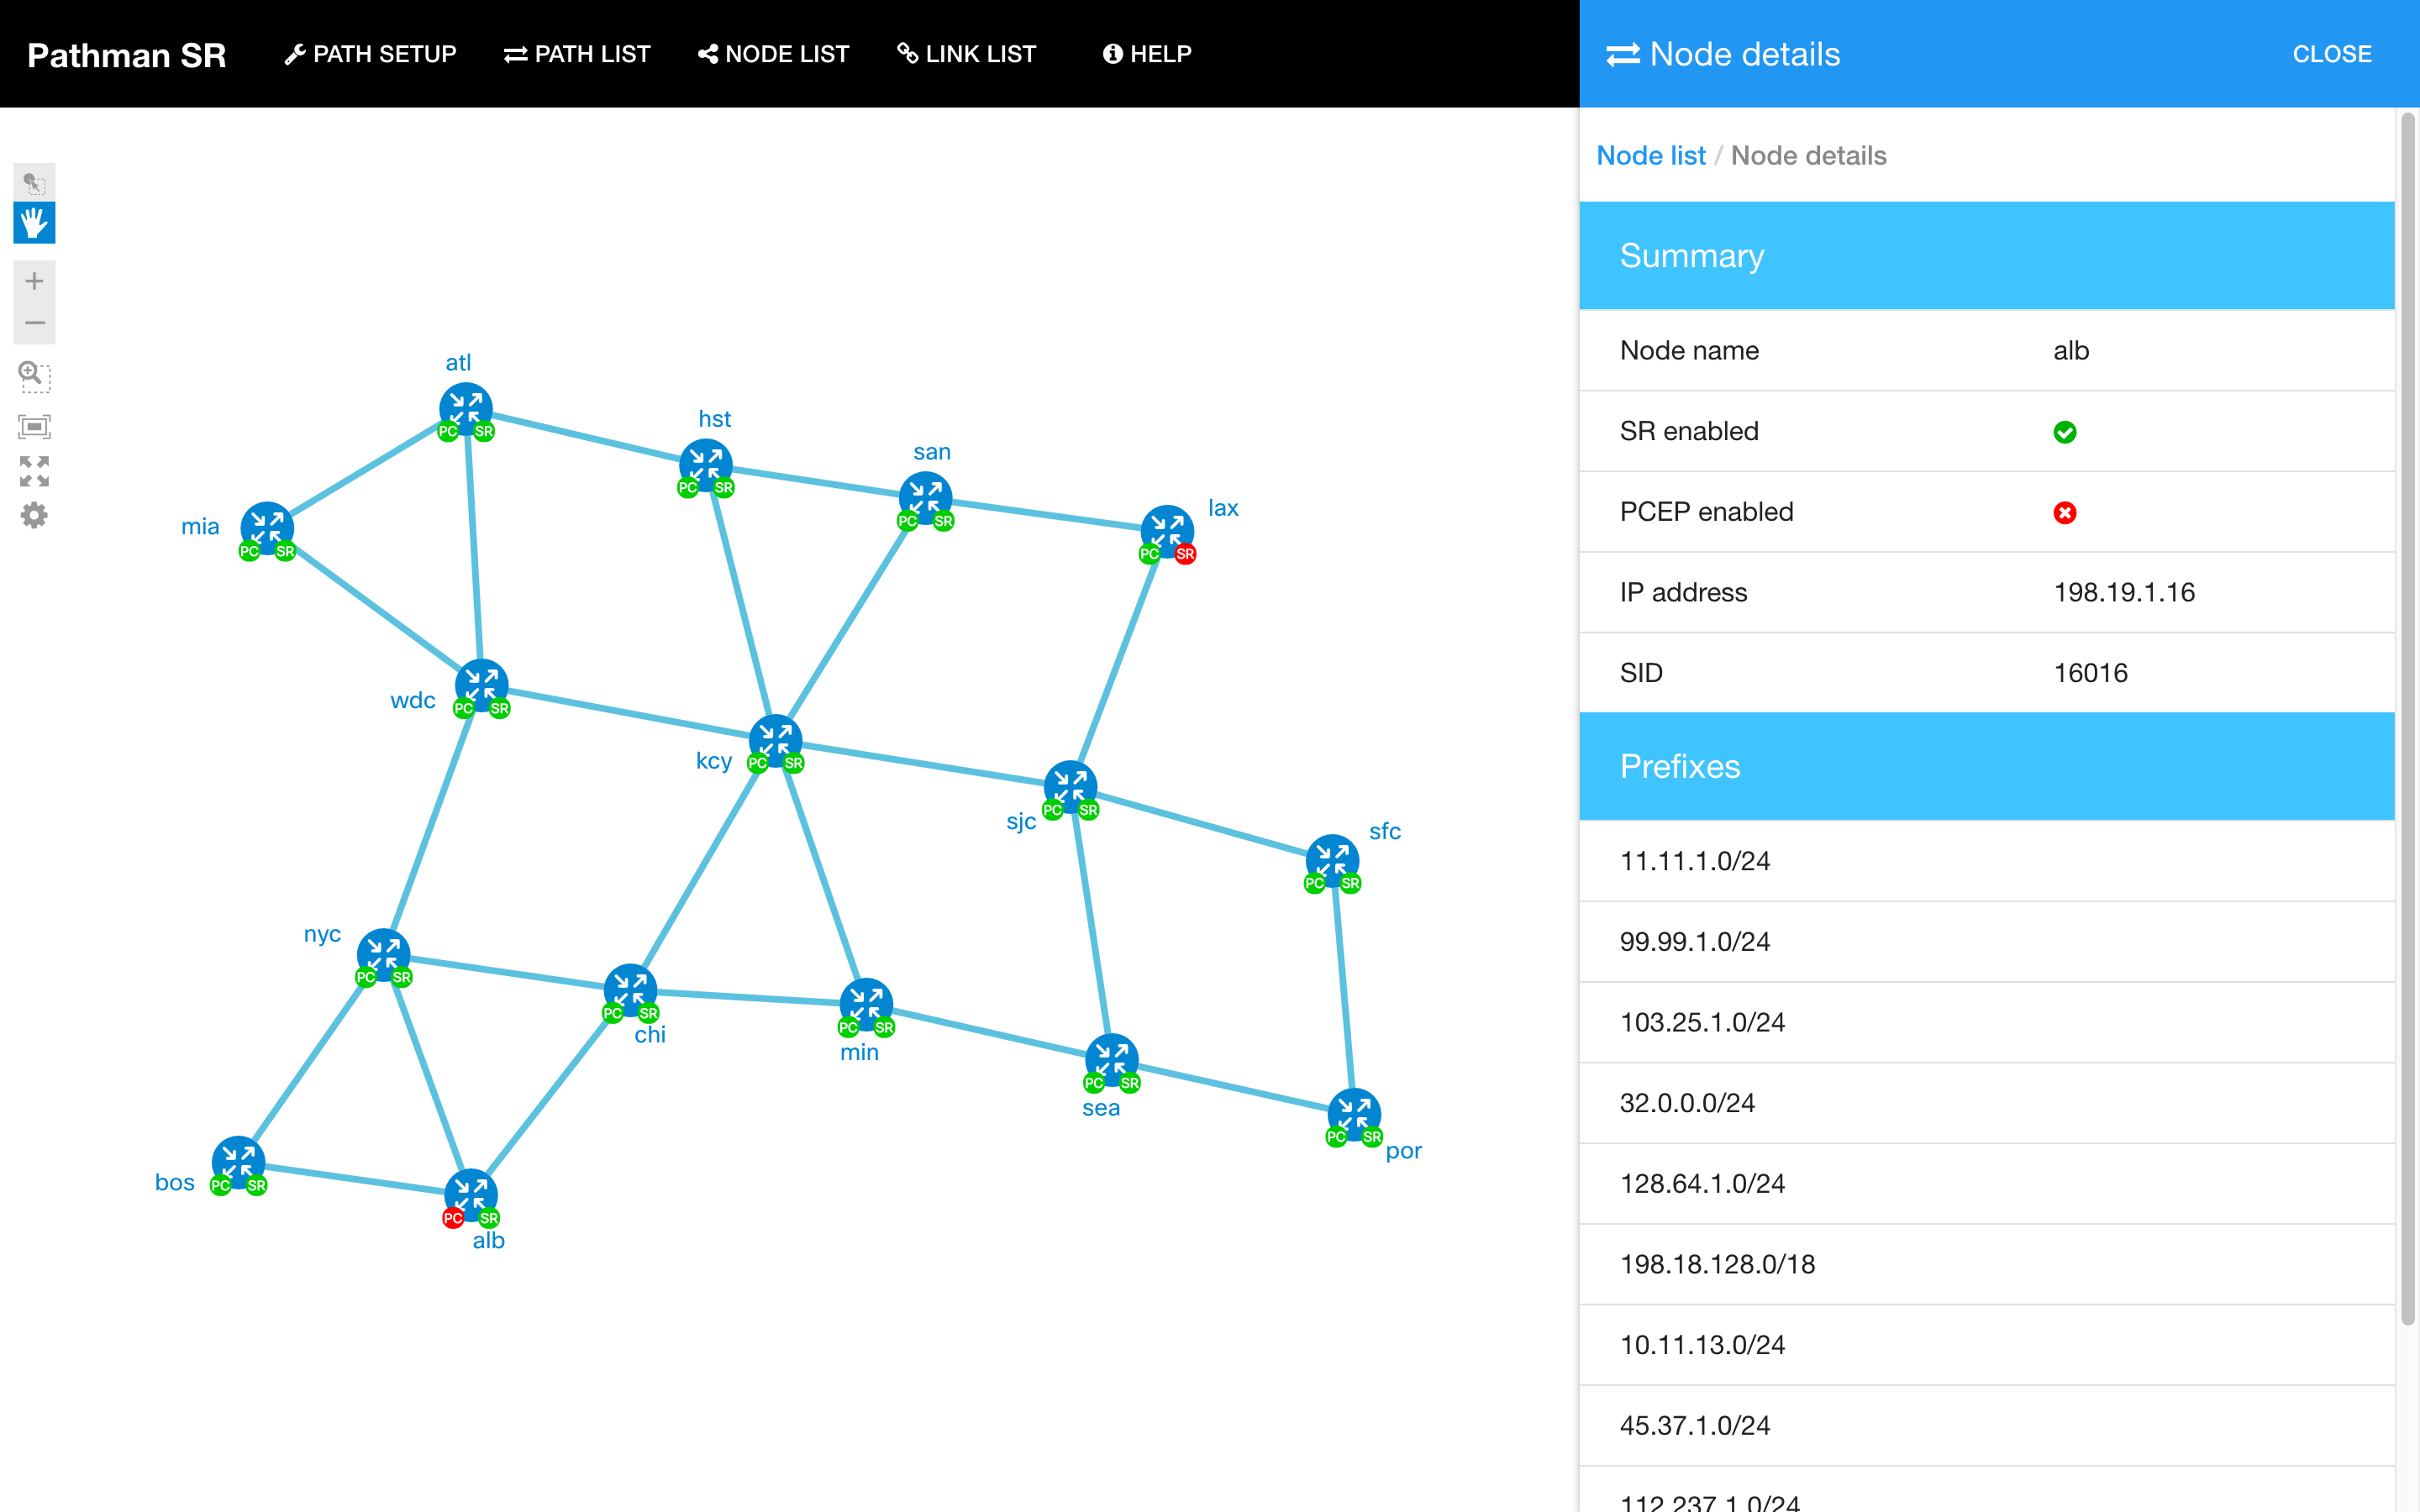 Pathman SR PATH SETUP PATH LIST NODE LIST LINK LIST HELP
Node details CLOSE
Node list / Node details
Summary
Node name alb
SR enabled
PCEP enabled
IP address 198.19.1.16
SID 16016
Prefixes
11.11.1.0/24
99.99.1.0/24
103.25.1.0/24
32.0.0.0/24
128.64.1.0/24
198.18.128.0/18
10.11.13.0/24
45.37.1.0/24
112.237.1.0/24
atl
PC SR
hst
PC SR
san
PC SR
lax
PC SR
mia
PC SR
wdc
PC SR
kcy
PC SR
sjc
PC SR
sfc
PC SR
nyc
PC SR
chi
PC SR
min
PC SR
sea
PC SR
por
PC SR
bos
PC SR
alb
PC SR